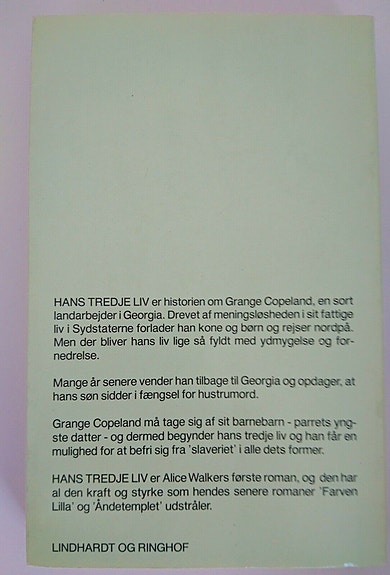 HANS TREDJE LIV er historien om Grange Copeland, en sort
landarbejder i Georgia. Drevet af meningsløsheden i sit fattige
liv i Sydstaterne forlader han kone og børn og rejser nordpå.
Men der bliver hans liv lige så fyldt med ydmygelse og for-
nedrelse.
Mange år senere vender han tilbage til Georgia og opdager, at
hans søn sidder i fængsel for hustrumord.
Grange Copeland må tage sig af sit barnebarn - parrets yng-
ste datter - og dermed begynder hans tredje liv og han får en
mulighed for at befri sig fra 'slaveriet' i alle dets former.
HANS TREDJE LIV er Alice Walkers første roman, og den har
al den kraft og styrke som hendes senere romaner 'Farven
Lilla' og 'Åndetemplet' udstråler.
LINDHARDT OG RINGHOF